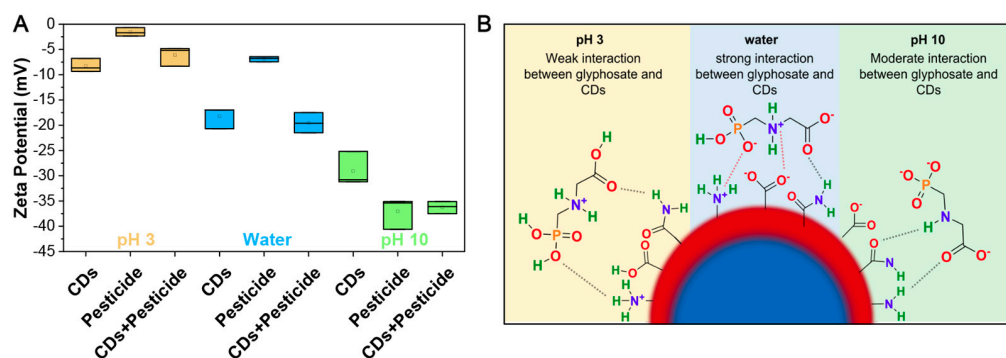 A
Zeta Potential (mV)
0
-5
-10
-15
-20
-25
-30
-35
-40
-45
pH 3
Water
pH 10
CDs
Pesticide
CDs+Pesticide
CDs
Pesticide
CDs+Pesticide
CDs
Pesticide
CDs+Pesticide
B
pH 3
Weak interaction
between glyphosate and
CDs
water
strong interaction
between glyphosate and
CDs
pH 10
Moderate interaction
between glyphosate and
CDs